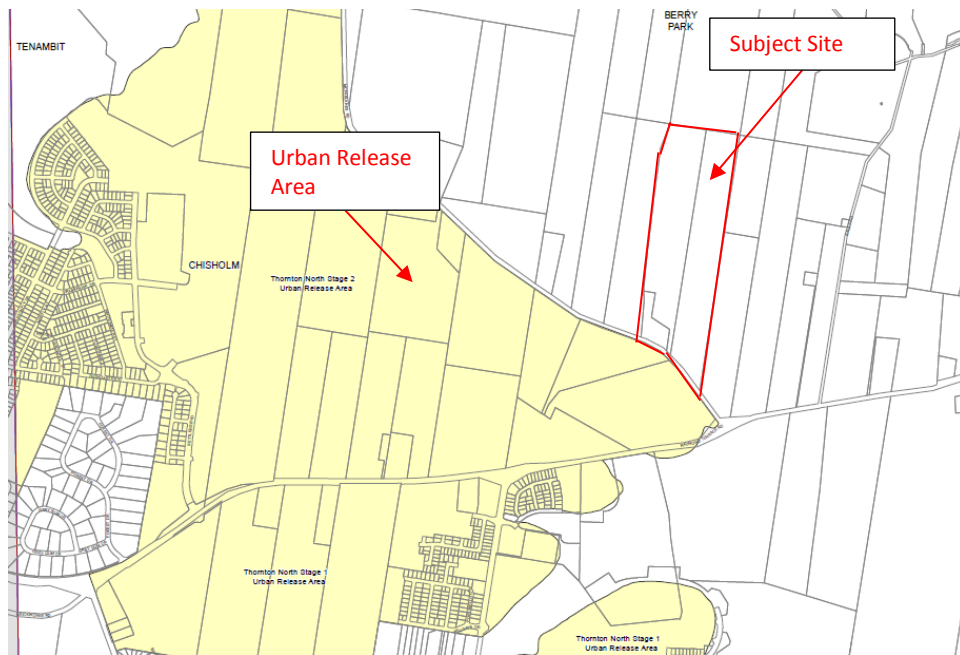 BERRY
PARK
TENAMBIT
Subject Site
Urban Release
Area
CHISHOLM
Thornton North Stage 2
Urban Release Area
Thornton North Stage 1
Urban Release Area
Thornton North Stage 1
Urban Release Area